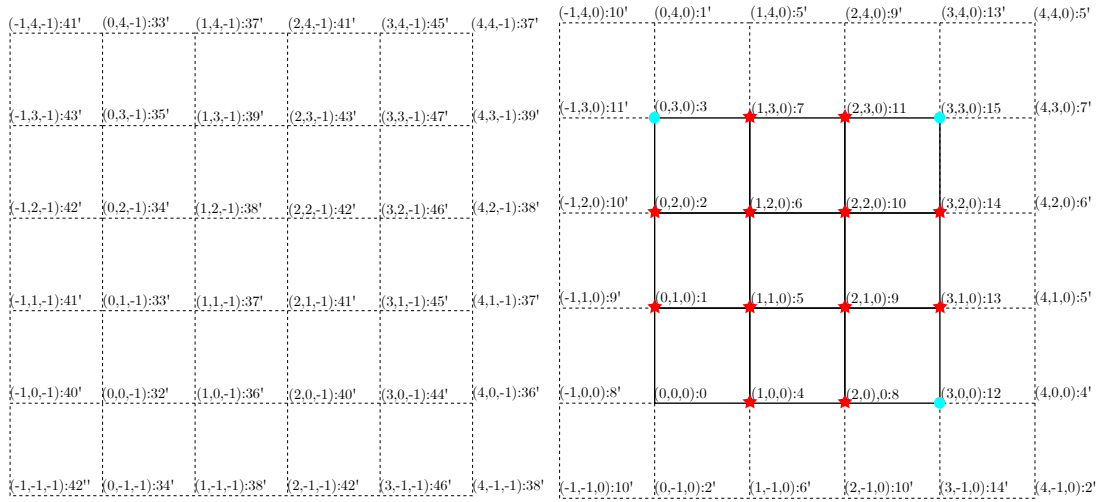 (-1,4,-1):41' (0,4,-1):33' (1,4,-1):37' (2,4,-1):41' (3,4,-1):45' (4,4,-1):37'
(-1,3,-1):43' (0,3,-1):35' (1,3,-1):39' (2,3,-1):43' (3,3,-1):47' (4,3,-1):39'
(-1,2,-1):42' (0,2,-1):34' (1,2,-1):38' (2,2,-1):42' (3,2,-1):46' (4,2,-1):38'
(-1,1,-1):41' (0,1,-1):33' (1,1,-1):37' (2,1,-1):41' (3,1,-1):45' (4,1,-1):37'
(-1,0,-1):40' (0,0,-1):32' (1,0,-1):36' (2,0,-1):40' (3,0,-1):44' (4,0,-1):36'
(-1,-1,-1):42'' (0,-1,-1):34' (1,-1,-1):38' (2,-1,-1):42' (3,-1,-1):46' (4,-1,-1):38'
(-1,4,0):10' (0,4,0):1' (1,4,0):5' (2,4,0):9' (3,4,0):13' (4,4,0):5'
(-1,3,0):11' (0,3,0):3 (1,3,0):7 (2,3,0):11 (3,3,0):15 (4,3,0):7'
(-1,2,0):10' (0,2,0):2 (1,2,0):6 (2,2,0):10 (3,2,0):14 (4,2,0):6'
(-1,1,0):9' (0,1,0):1 (1,1,0):5 (2,1,0):9 (3,1,0):13 (4,1,0):5'
(-1,0,0):8' (0,0,0):0 (1,0,0):4 (2,0),0:8 (3,0,0):12 (4,0,0):4'
(-1,-1,0):10' (0,-1,0):2' (1,-1,0):6' (2,-1,0):10' (3,-1,0):14' (4,-1,0):2'